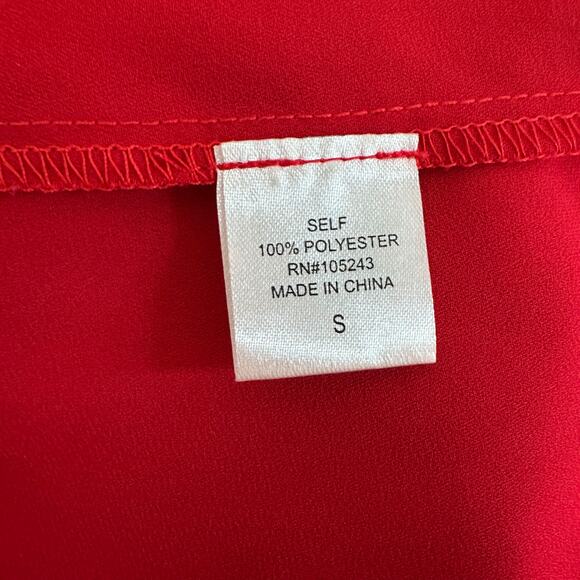 SELF
100% POLYESTER
RN#105243
MADE IN CHINA
S